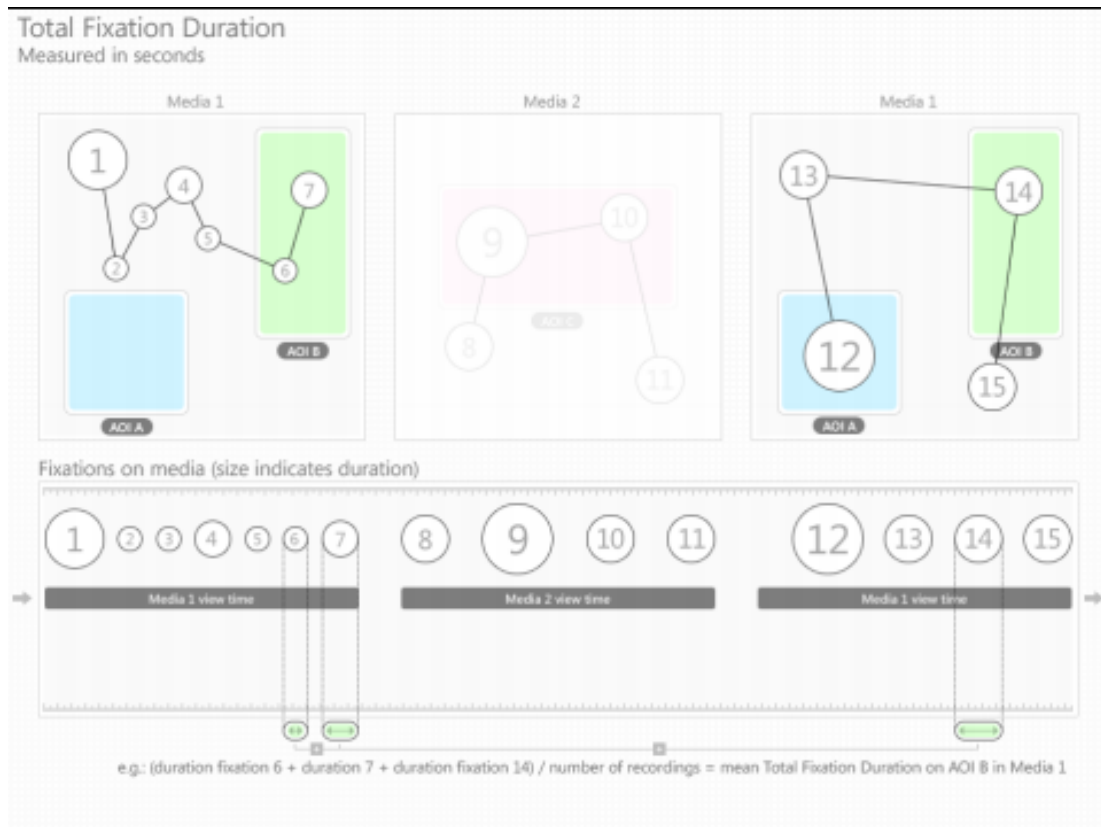 Total Fixation Duration
Measured in seconds
Media 1
Media 2
Media 1
1
2
3
4
5
6
7
AOI B
AOI A
8
9
10
11
AOI C
12
13
14
15
AOI B
AOI A
Fixations on media (size indicates duration)
1 2 3 4 5 6 7 8 9 10 11 12 13 14 15
Media 1 view time
Media 2 view time
Media 1 view time
e.g.: (duration fixation 6 + duration 7 + duration fixation 14) / number of recordings = mean Total Fixation Duration on AOI B in Media 1